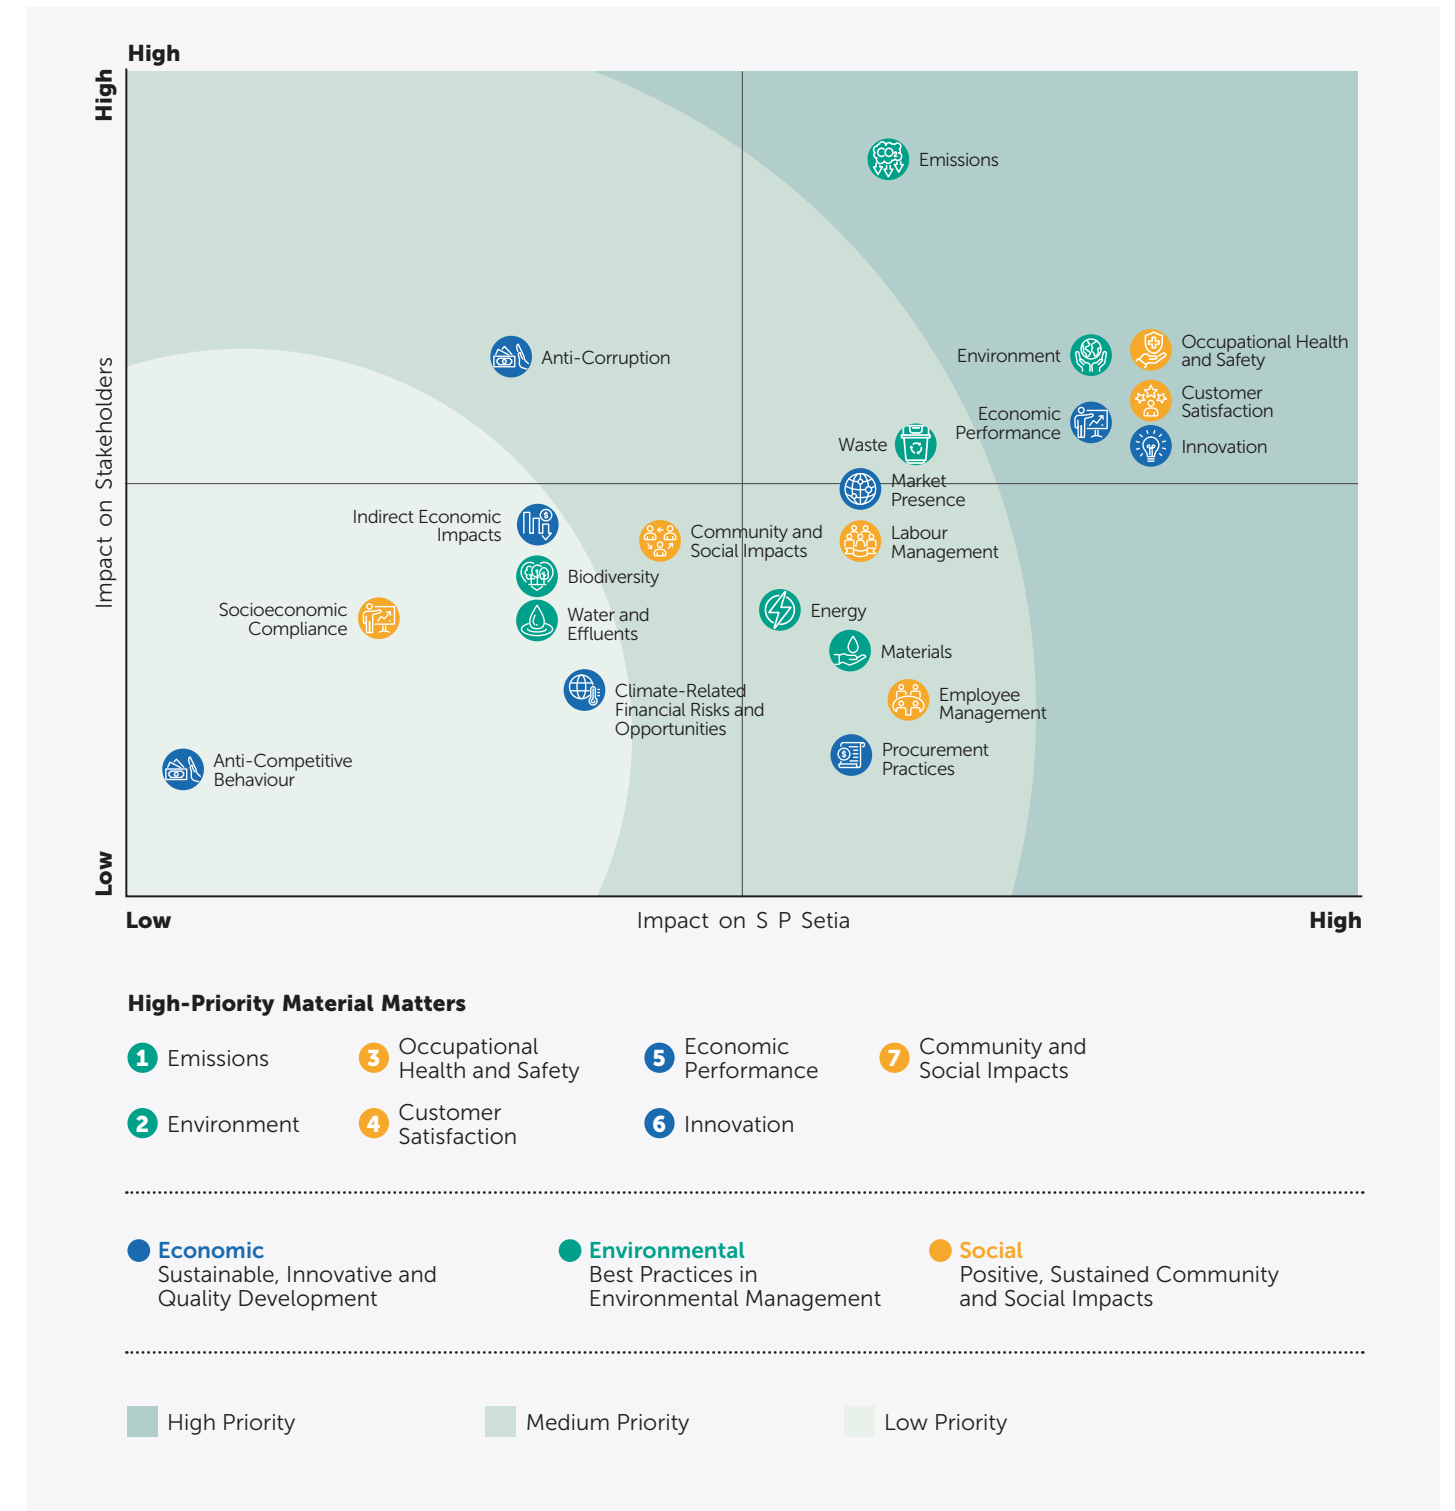 High
High
Emissions
Impact on Stakeholders
Anti-Corruption
Environment
Occupational Health
and Safety
Customer
Satisfaction
Economic
Performance
Innovation
Waste
Market
Presence
Indirect Economic
Impacts
Community and
Social Impacts
Labour
Management
Biodiversity
Socioeconomic
Compliance
Water and
Effluents
Energy
Materials
Climate-Related
Financial Risks and
Opportunities
Employee
Management
Anti-Competitive
Behaviour
Procurement
Practices
Low
Low
Impact on S P Setia
High
High-Priority Material Matters
1 Emissions
2 Environment
3 Occupational
Health and Safety
4 Customer
Satisfaction
5 Economic
Performance
6 Innovation
7 Community and
Social Impacts
Economic
Sustainable, Innovative and
Quality Development
Environmental
Best Practices in
Environmental Management
Social
Positive, Sustained Community
and Social Impacts
High Priority
Medium Priority
Low Priority